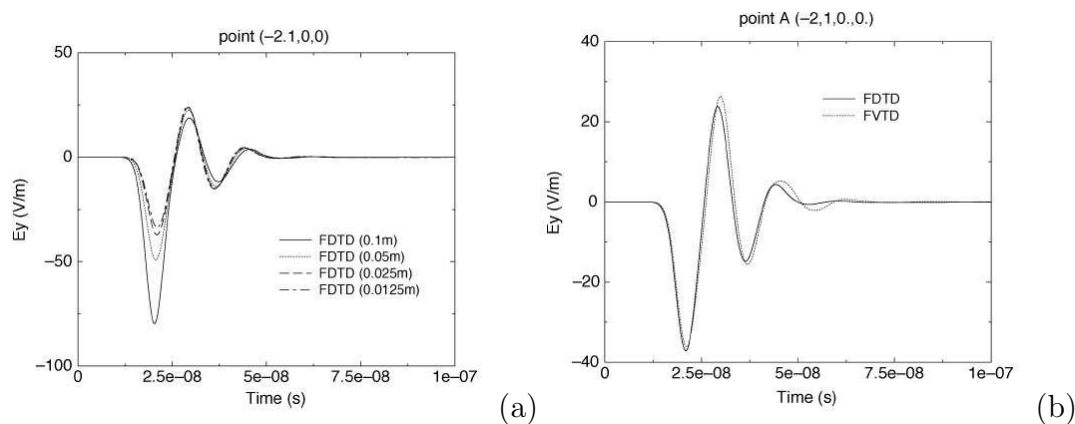 point (−2.1,0,0)
50
0
−50
−100
Ey (V/m)
FDTD (0.1m)
FDTD (0.05m)
FDTD (0.025m)
FDTD (0.0125m)
0
2.5e−08
5e−08
7.5e−08
1e−07
Time (s)
(a)
point A (−2,1,0.,0.)
40
20
0
−20
−40
Ey (V/m)
FDTD
FVTD
0
2.5e−08
5e−08
7.5e−08
1e−07
Time (s)
(b)